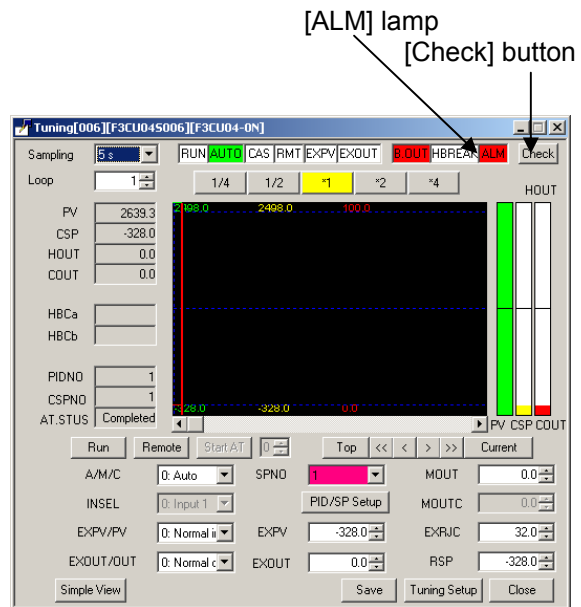 [ALM] lamp
[Check] button
Tuning[006][F3CU04S006][F3CU04-0N]
Sampling 5 s RUN AUTO CAS RMT EXPV EXOUT B.OUT HBREAK ALM Check
Loop 1 1/4 1/2 *1 *2 *4 HOUT
PV 2639.3 2498.0 2498.0 100.0
CSP -328.0
HOUT 0.0
COUT 0.0
HBCa
HBCb
PIDNO 1
CSPNO 1
-328.0 -328.0 0.0
AT.STUS Completed PV CSP COUT
Run Remote Start AT 0 Top << < > >> Current
A/M/C 0: Auto SPNO 1 MOUT 0.0
INSEL 0: Input 1 PID/SP Setup MOUTC 0.0
EXPV/PV 0: Normal in EXPV -328.0 EXRJC 32.0
EXOUT/OUT 0: Normal c EXOUT 0.0 RSP -328.0
Simple View Save Tuning Setup Close